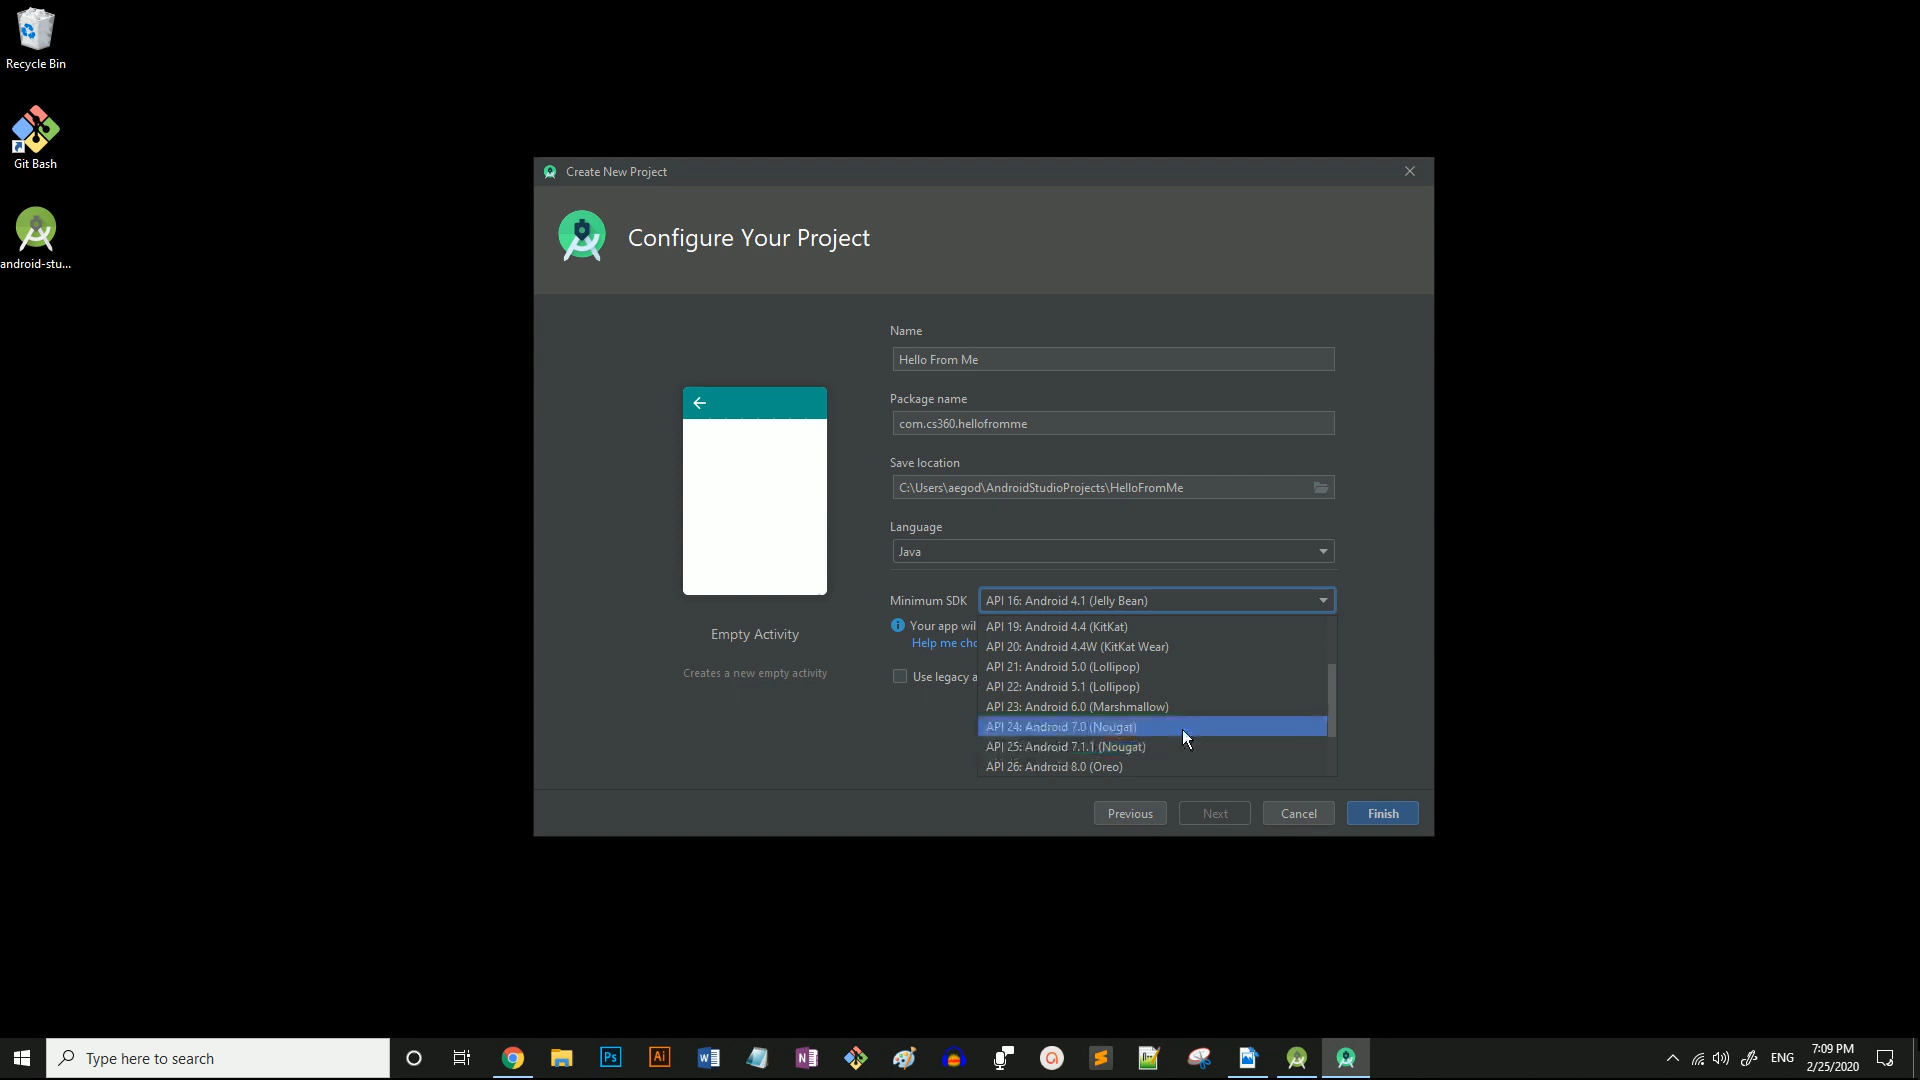 Recycle Bin
Git Bash
android-stu...
Create New Project
Configure Your Project
Name
Hello From Me
Package name
com.cs360.hellofromme
Save location
C:\Users\aegod\AndroidStudioProjects\HelloFromMe
Language
Java
Minimum SDK
API 16: Android 4.1 (Jelly Bean)
Your app wil
Help me cho
Use legacy a
API 19: Android 4.4 (KitKat)
API 20: Android 4.4W (KitKat Wear)
API 21: Android 5.0 (Lollipop)
API 22: Android 5.1 (Lollipop)
API 23: Android 6.0 (Marshmallow)
API 24: Android 7.0 (Nougat)
API 25: Android 7.1.1 (Nougat)
API 26: Android 8.0 (Oreo)
Empty Activity
Creates a new empty activity
Previous
Next
Cancel
Finish
Type here to search
Ps
Ai
W
N
ENG
7:09 PM
2/25/2020